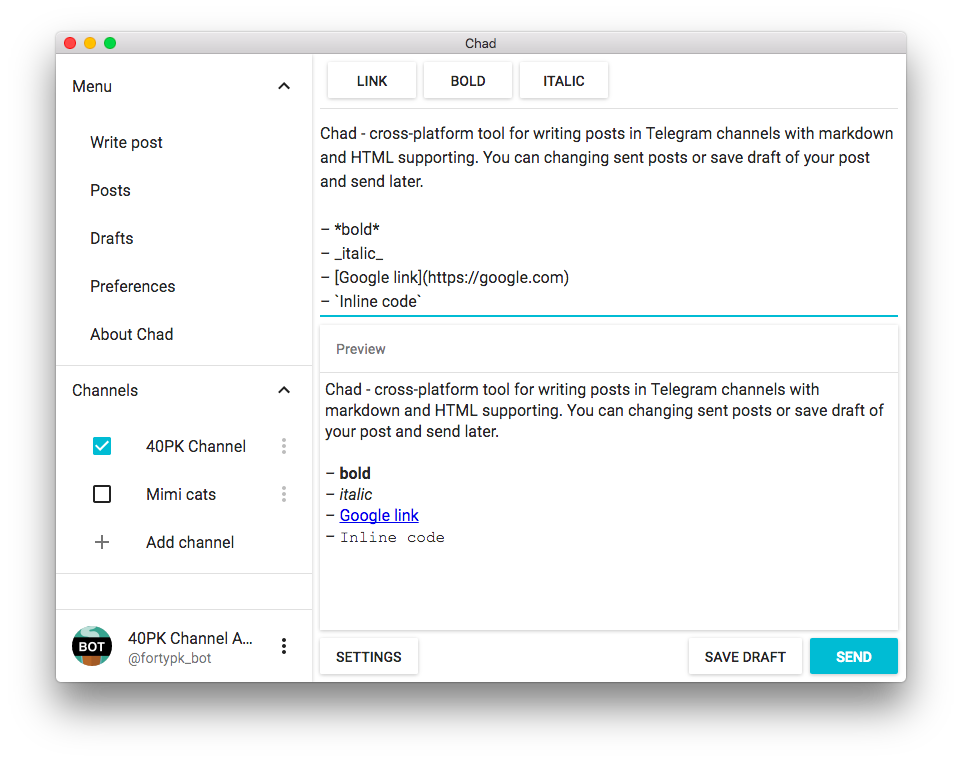 Chad
Menu
Write post
Posts
Drafts
Preferences
About Chad
Channels
40PK Channel
Mimi cats
Add channel
BOT
40PK Channel A...
@fortypk_bot
LINK BOLD ITALIC
Chad - cross-platform tool for writing posts in Telegram channels with markdown
and HTML supporting. You can changing sent posts or save draft of your post
and send later.
– *bold*
– _italic_
– [Google link](https://google.com)
– `Inline code`
Preview
Chad - cross-platform tool for writing posts in Telegram channels with
markdown and HTML supporting. You can changing sent posts or save draft of
your post and send later.
– bold
– italic
– Google link
– Inline code
SETTINGS SAVE DRAFT SEND